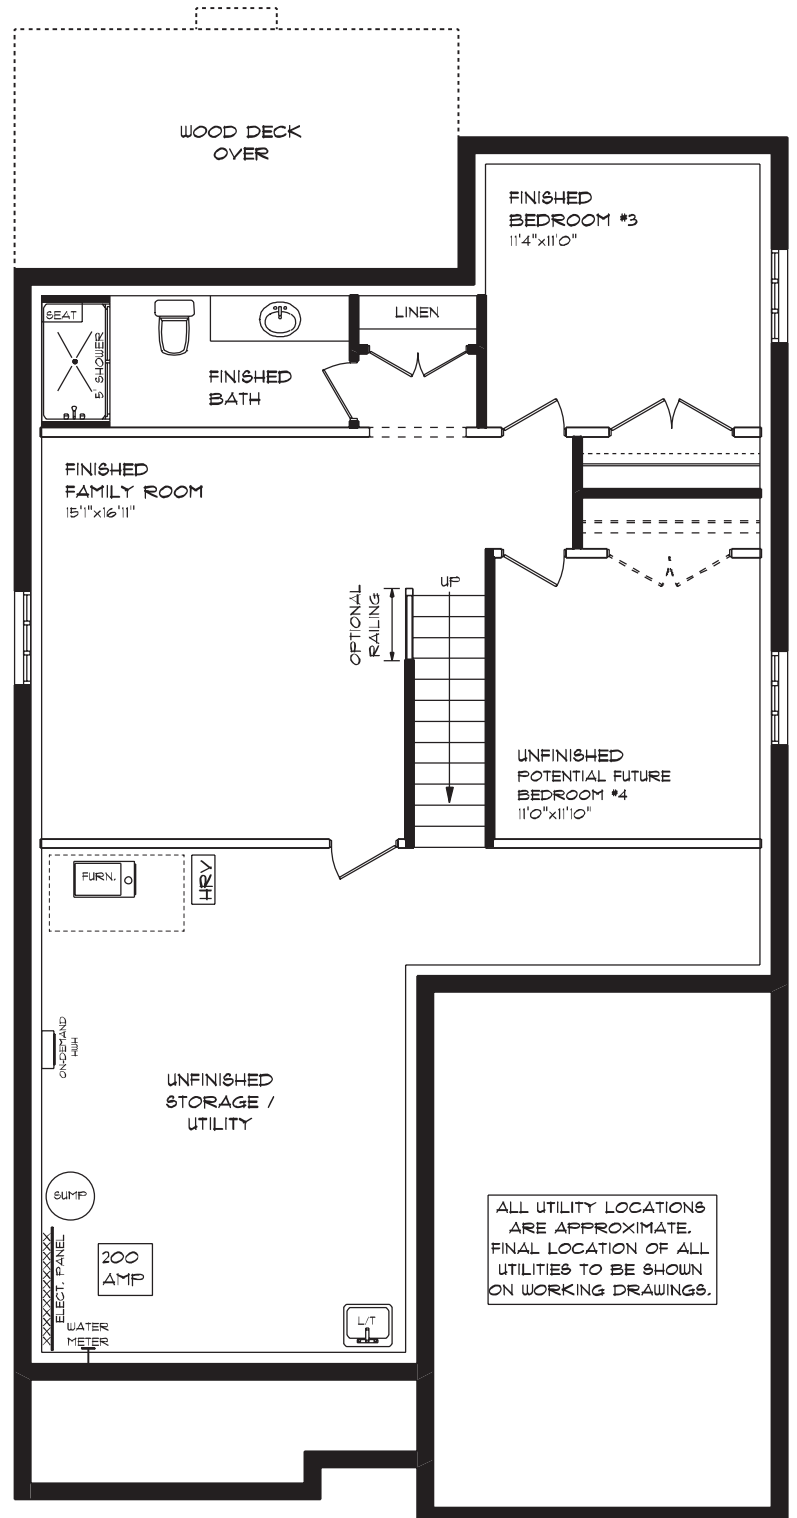 WOOD DECK
OVER
FINISHED
BEDROOM #3
11'4"x11'0"
SEAT
5' SHOWER
LINEN
FINISHED
BATH
FINISHED
FAMILY ROOM
15'1"x16'11"
UP
OPTIONAL
RAILING
UNFINISHED
POTENTIAL FUTURE
BEDROOM #4
11'0"x11'10"
FURN.
HRV
ON-DEMAND
HWH
UNFINISHED
STORAGE /
UTILITY
SUMP
ELECT. PANEL
200
AMP
WATER
METER
L/T
ALL UTILITY LOCATIONS
ARE APPROXIMATE.
FINAL LOCATION OF ALL
UTILITIES TO BE SHOWN
ON WORKING DRAWINGS.